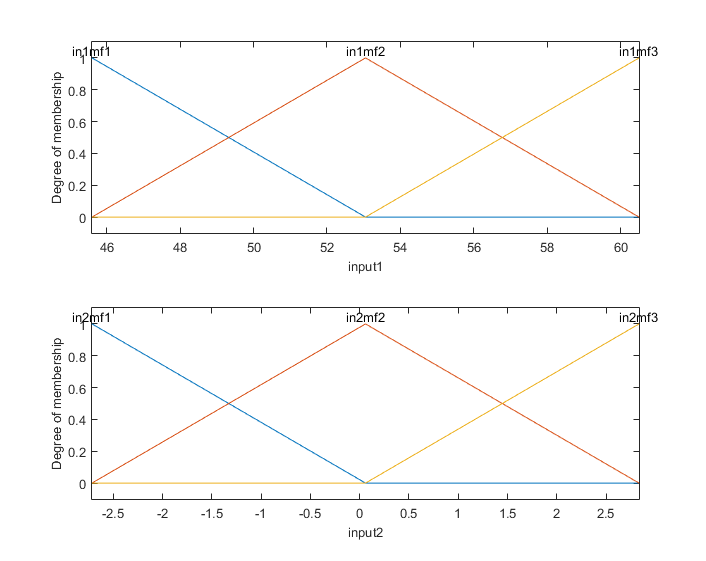 in1mf1 in1mf2 in1mf3
1
0.8
0.6
0.4
0.2
0
Degree of membership
46 48 50 52 54 56 58 60
input1
in2mf1 in2mf2 in2mf3
1
0.8
0.6
0.4
0.2
0
Degree of membership
-2.5 -2 -1.5 -1 -0.5 0 0.5 1 1.5 2 2.5
input2